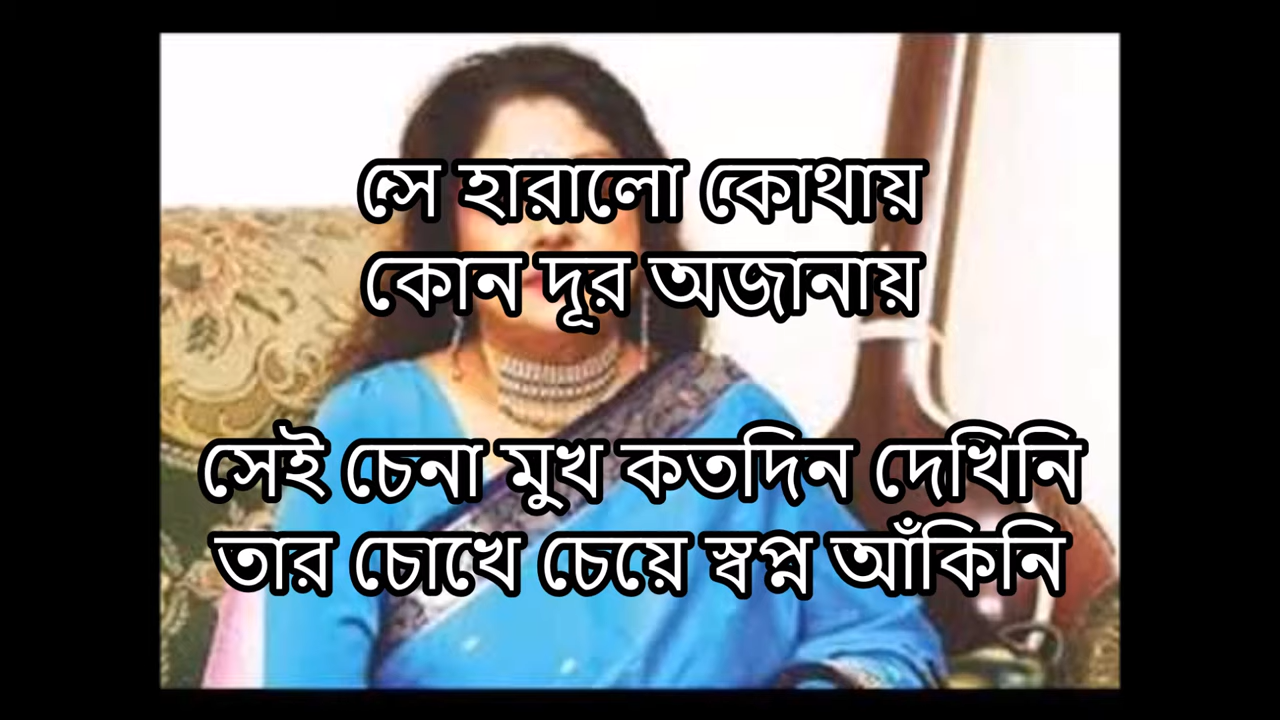 সে হারালো কোথায়
কোন দূর অজানায়
সেই চেনা মুখ কতদিন দেখিনি
তার চোখে চেয়ে স্বপ্ন আঁকিনি